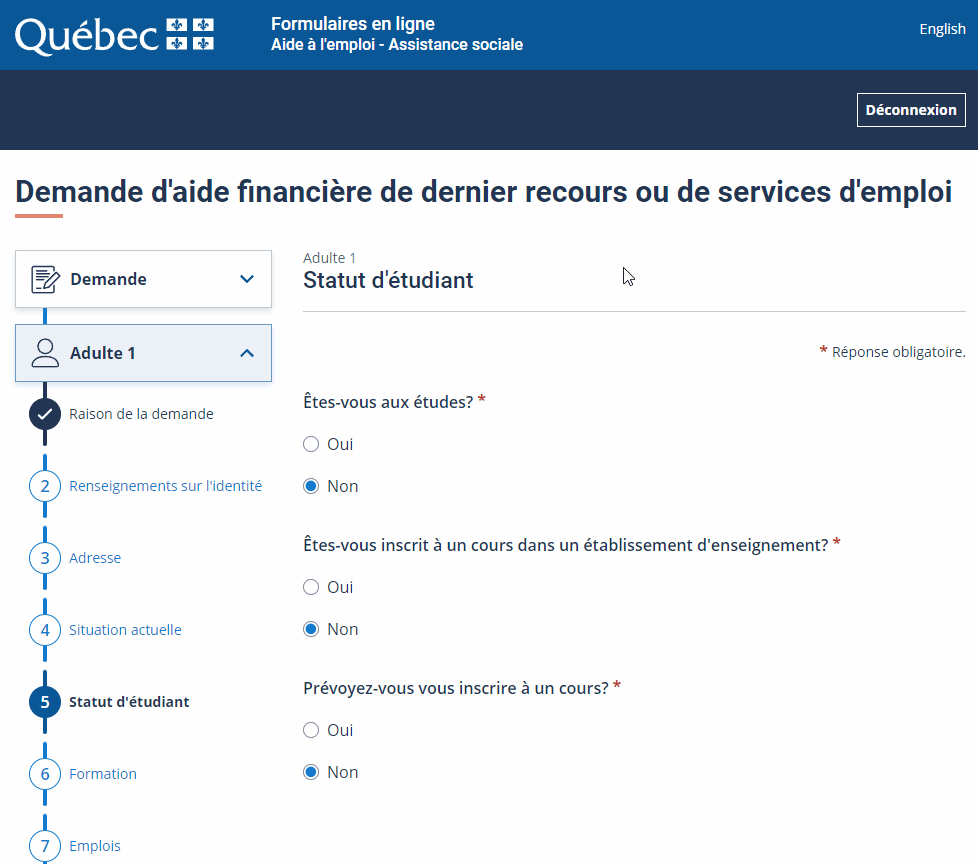 Québec
Formulaires en ligne
Aide à l'emploi - Assistance sociale
English
Déconnexion
Demande d'aide financière de dernier recours ou de services d'emploi
Demande
Adulte 1
Raison de la demande
2 Renseignements sur l'identité
3 Adresse
4 Situation actuelle
5 Statut d'étudiant
6 Formation
7 Emplois
Adulte 1
Statut d'étudiant
* Réponse obligatoire.
Êtes-vous aux études? *
Oui
Non
Êtes-vous inscrit à un cours dans un établissement d'enseignement? *
Oui
Non
Prévoyez-vous vous inscrire à un cours? *
Oui
Non